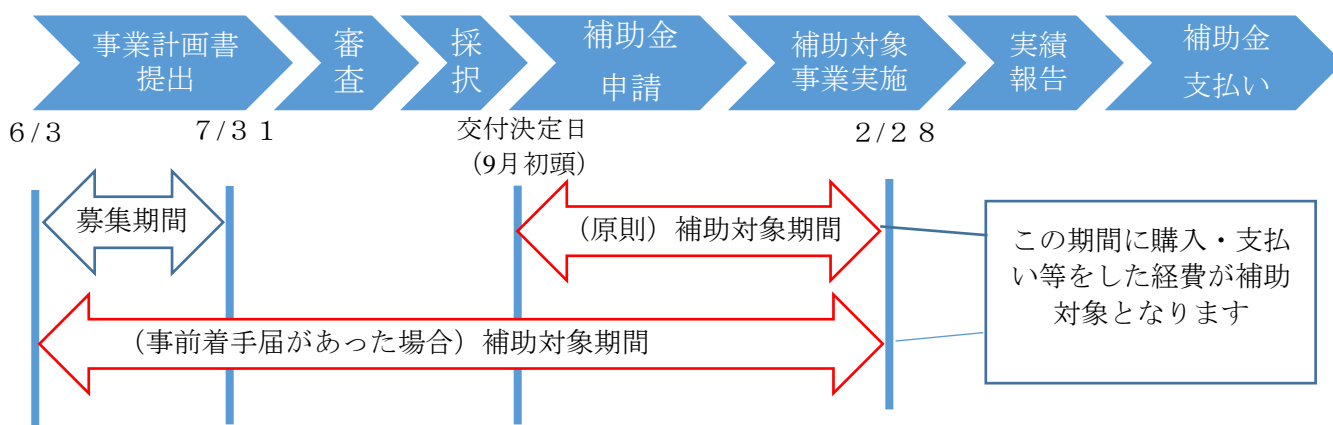 事業計画書
提出
審
査
採
択
補助金
申請
補助対象
事業実施
実績
報告
補助金
支払い
6/3
7/３１
交付決定日
（9月初頭）
2/２８
募集期間
（原則）補助対象期間
（事前着手届があった場合）補助対象期間
この期間に購入・支払
い等をした経費が補助
対象となります